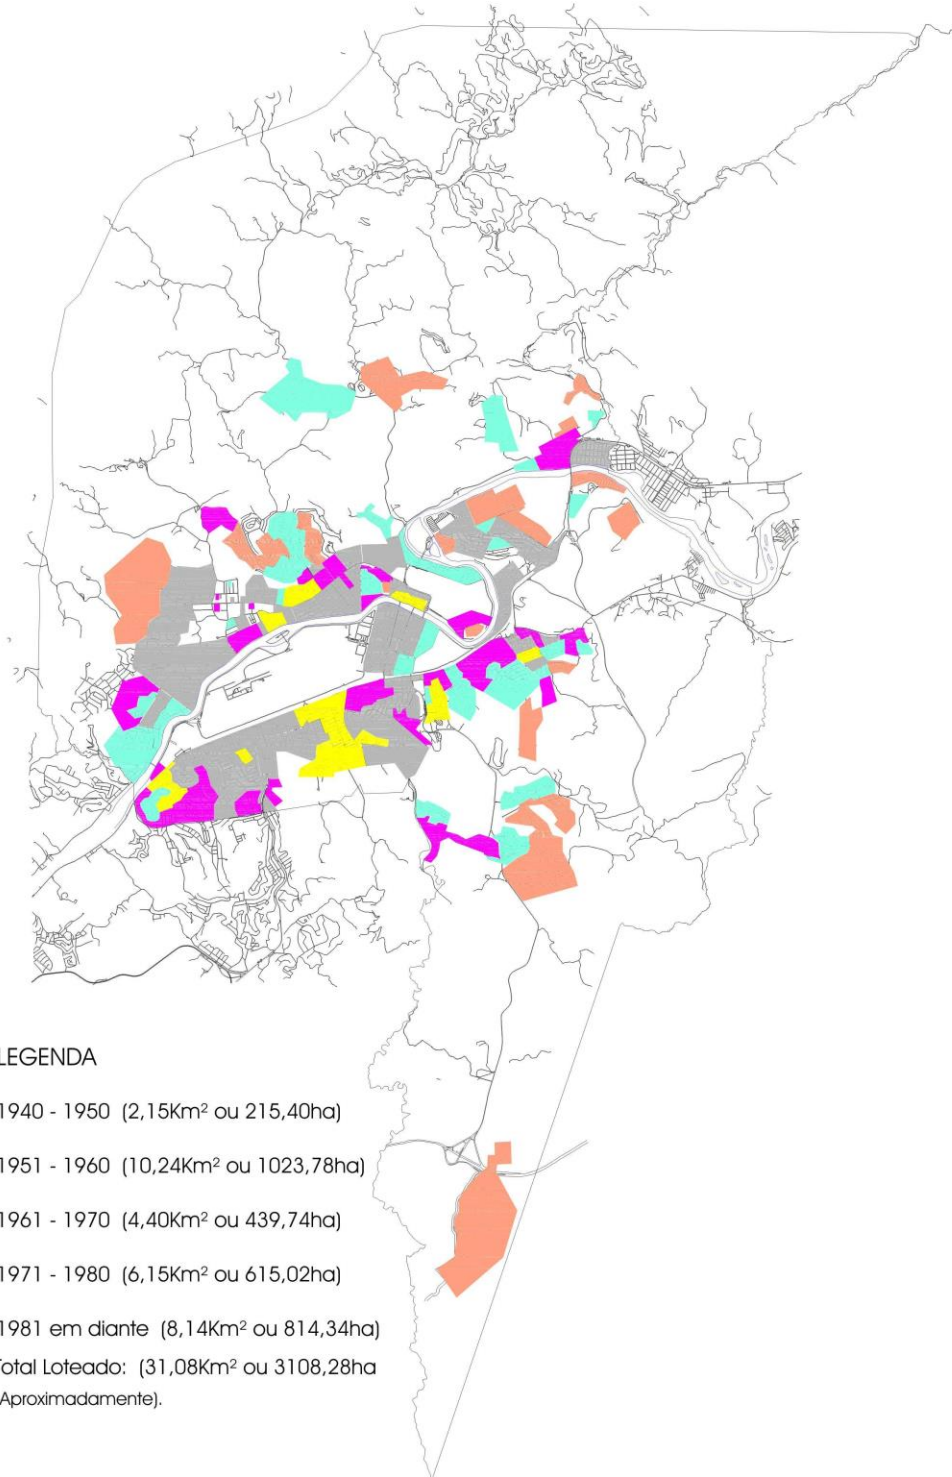 LEGENDA
1940 - 1950 (2,15Km² ou 215,40ha)
1951 - 1960 (10,24Km² ou 1023,78ha)
1961 - 1970 (4,40Km² ou 439,74ha)
1971 - 1980 (6,15Km² ou 615,02ha)
1981 em diante (8,14Km² ou 814,34ha)
Total Loteado: (31,08Km² ou 3108,28ha
(Aproximadamente).